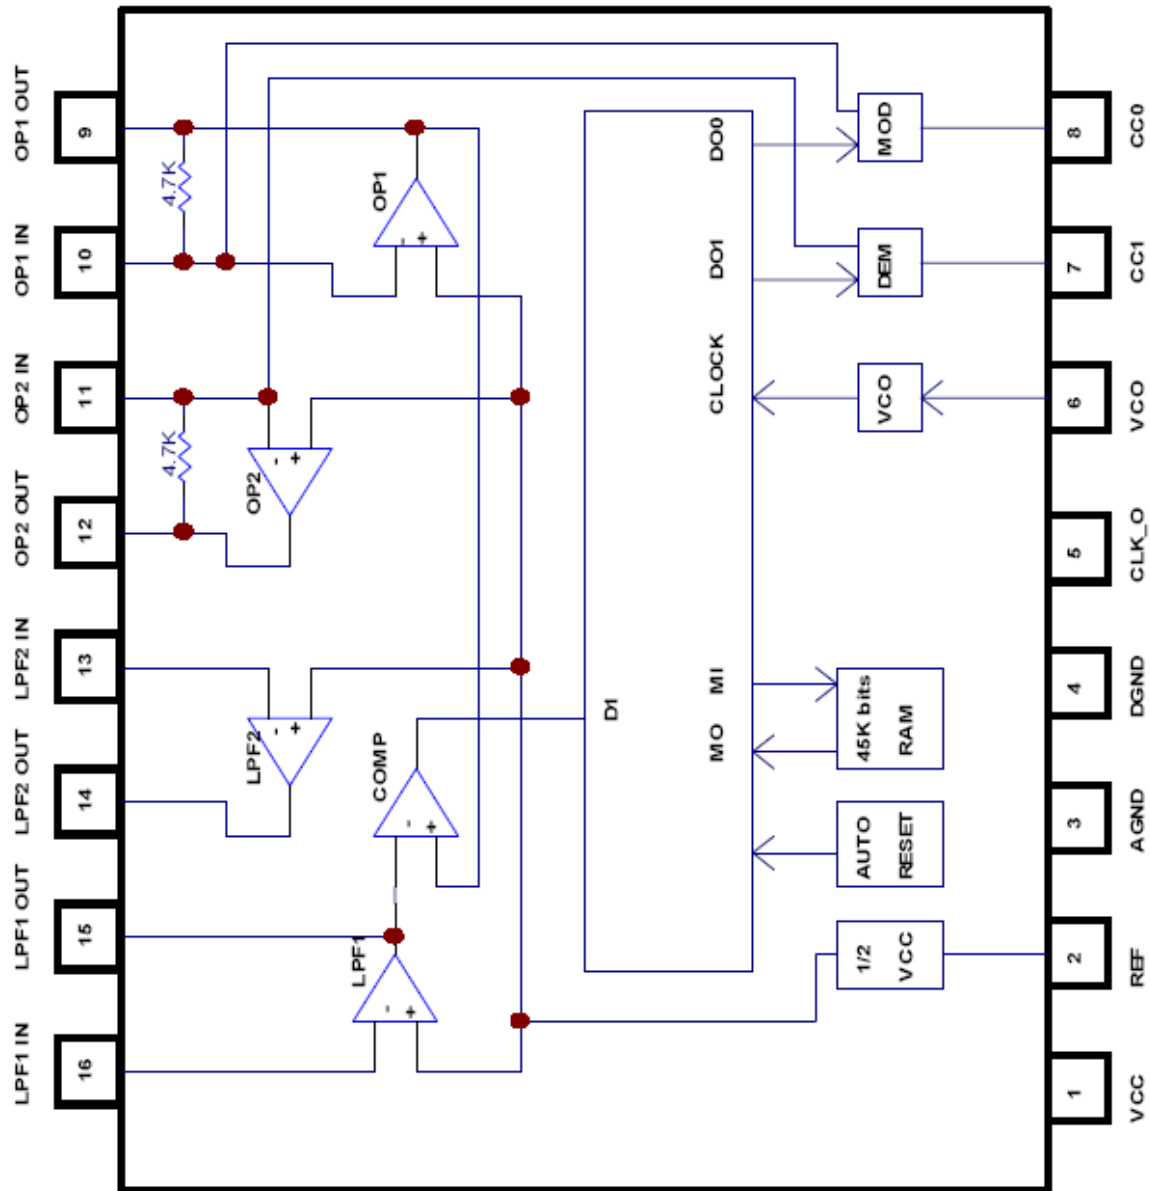 OP1 OUT
9
OP1 IN
10
OP2 IN
11
OP2 OUT
12
LPF2 IN
13
LPF2 OUT
14
LPF1 OUT
15
LPF1 IN
16
4.7K
4.7K
OP1
-
+
OP2
-
+
LPF2
-
+
COMP
-
+
LPF1
-
+
D1
DO0
DO1
CLOCK
MI
MO
MOD
DEM
VCO
45K bits
RAM
AUTO
RESET
1/2
VCC
8
CC0
7
CC1
6
VCO
5
CLK_O
4
DGND
3
AGND
2
REF
1
VCC